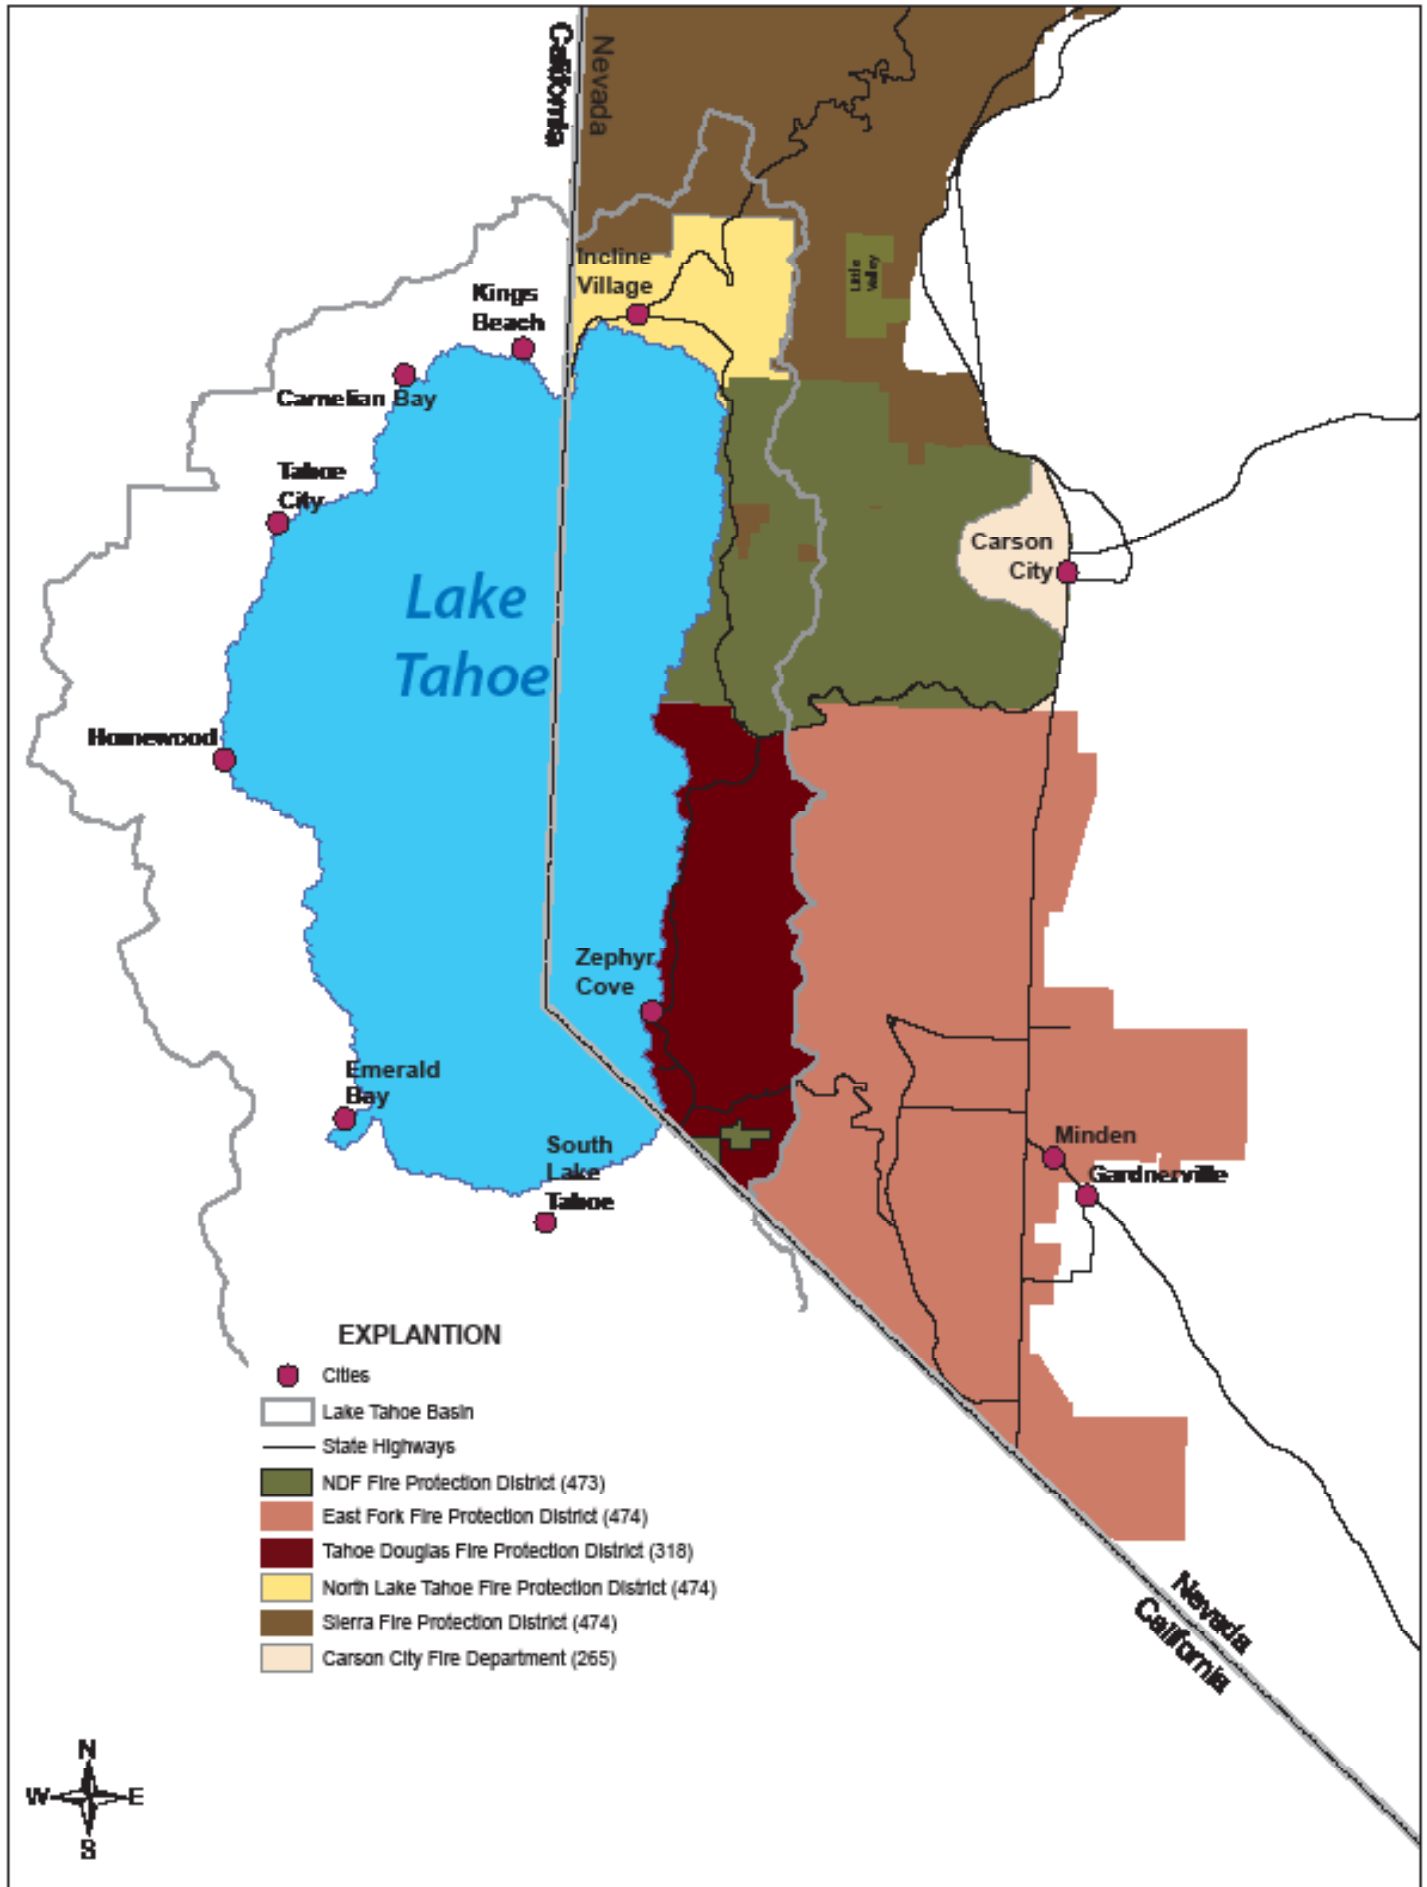 California
Nevada
Incline
Village
Little
Valley
Kings
Beach
Carnelian Bay
Tahoe
City
Carson
City
Lake
Tahoe
Homewood
Zephyr
Cove
Emerald
Bay
South
Lake
Tahoe
Minden
Gardnerville
EXPLANTION
Cities
Lake Tahoe Basin
State Highways
NDF Fire Protection District (473)
East Fork Fire Protection District (474)
Tahoe Douglas Fire Protection District (318)
North Lake Tahoe Fire Protection District (474)
Sierra Fire Protection District (474)
Carson City Fire Department (265)
Nevada
California
N
W E
S